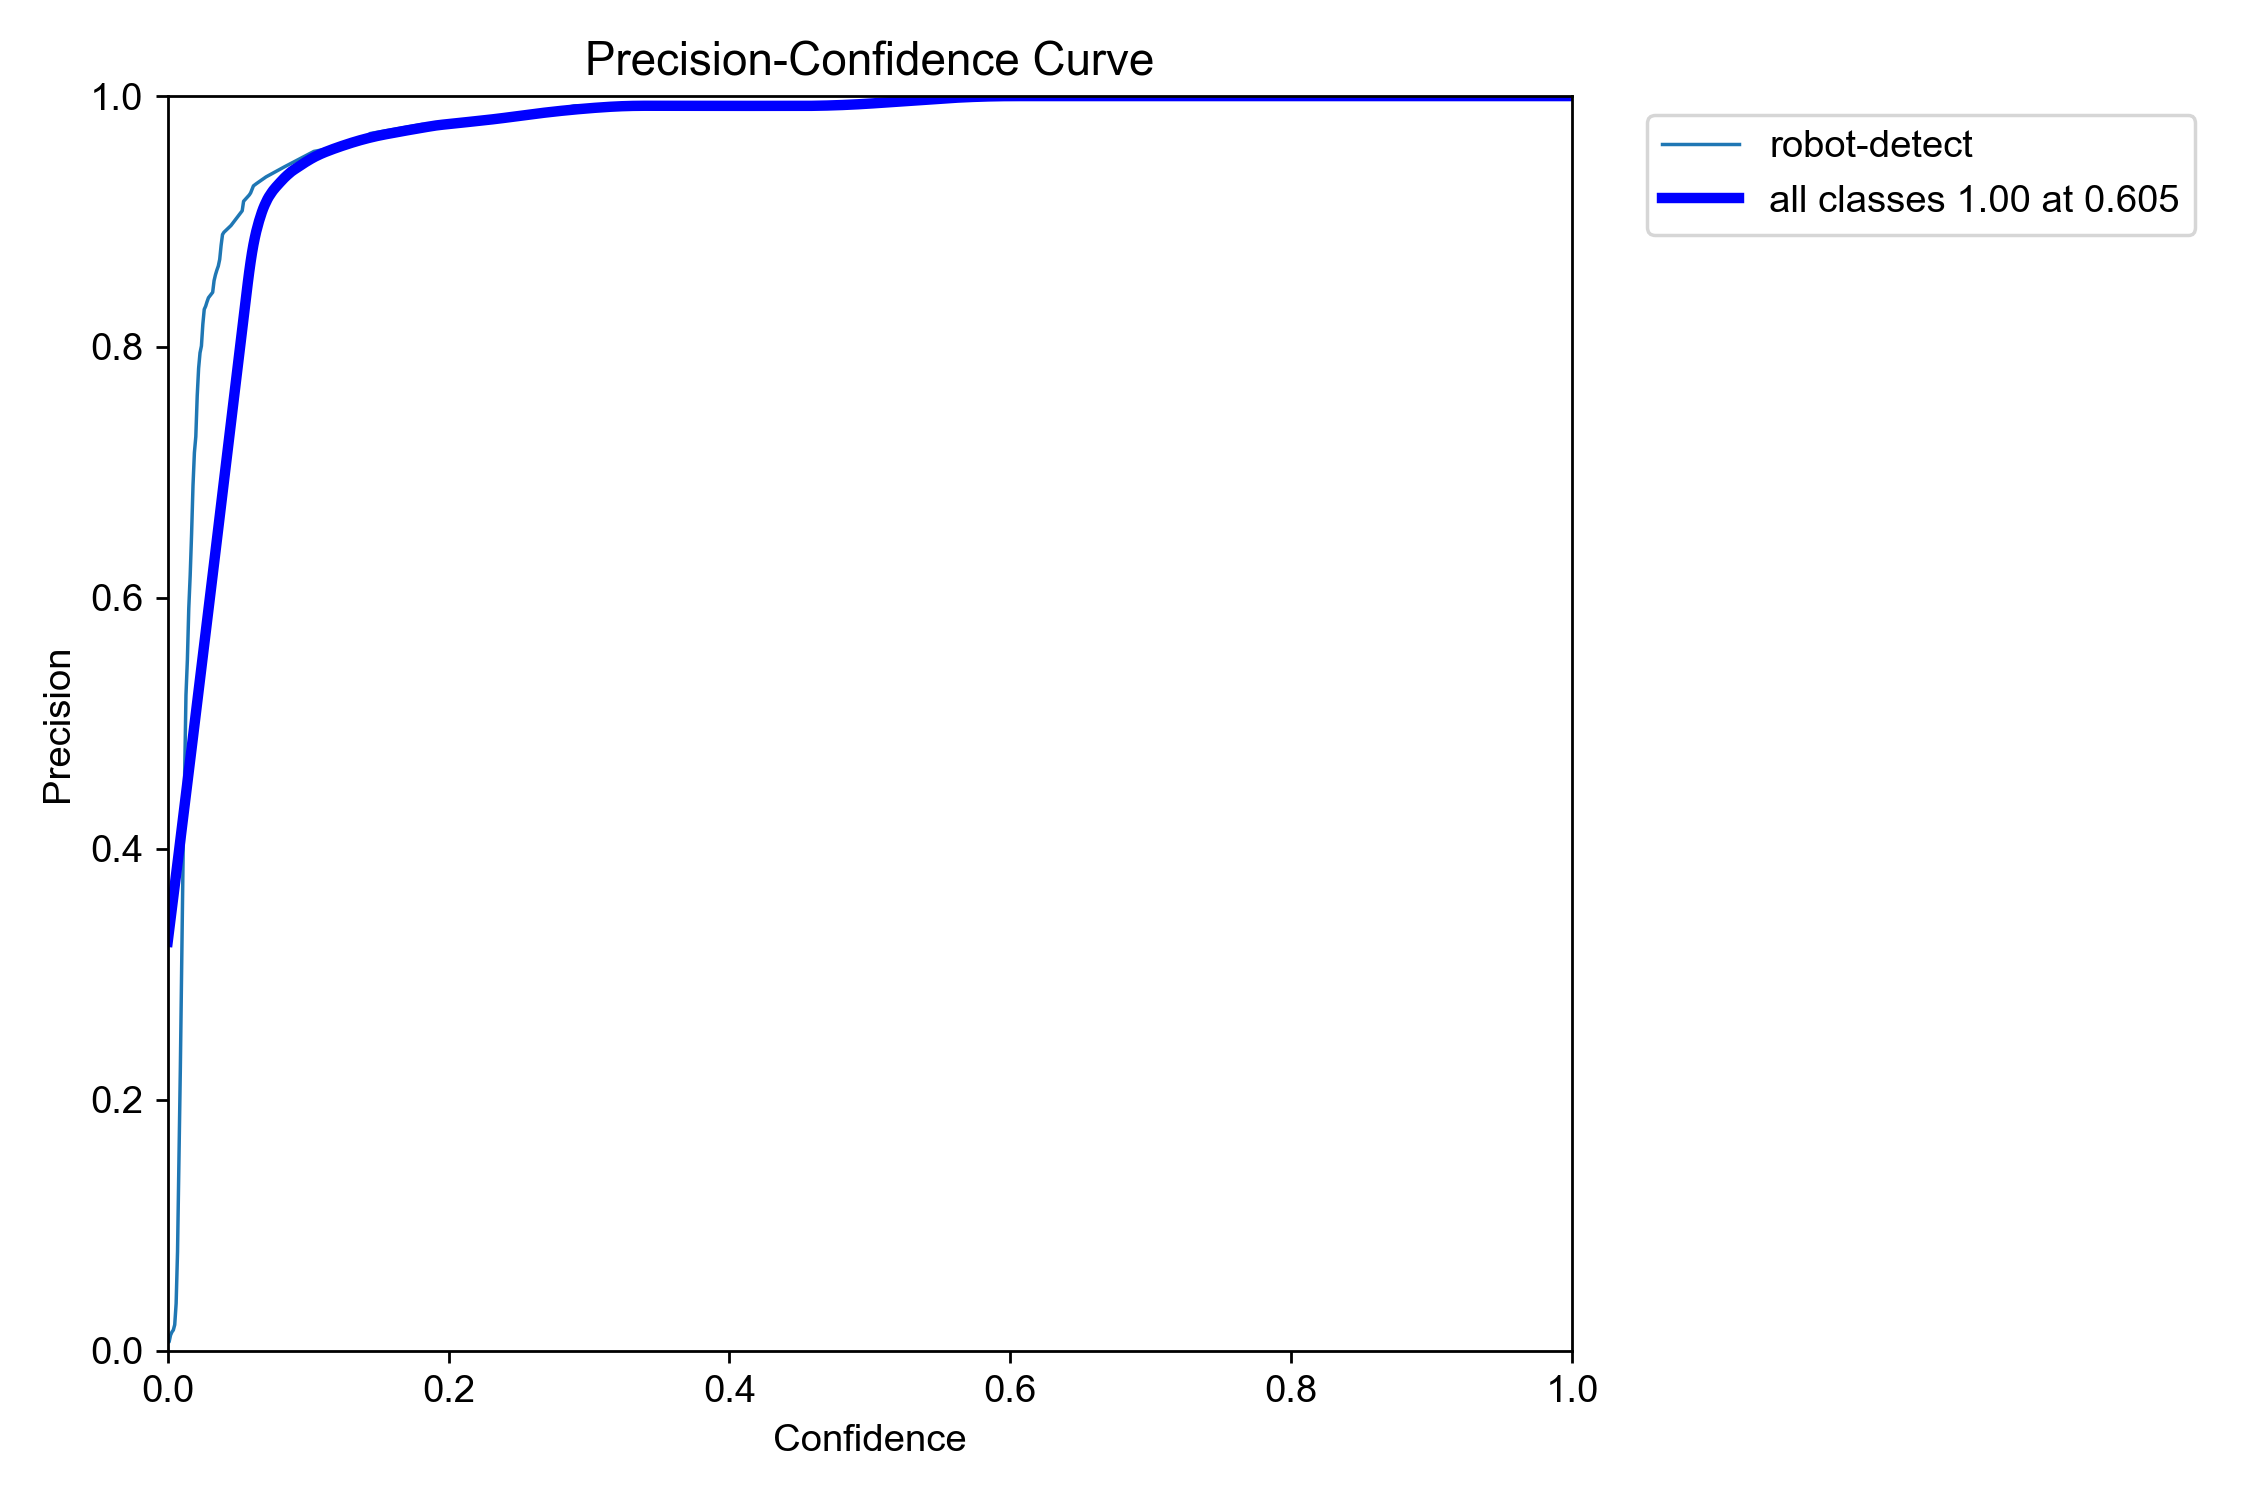 Precision-Confidence Curve
1.0
0.8
0.6
0.4
0.2
0.0
Precision
0.0 0.2 0.4 0.6 0.8 1.0
Confidence
robot-detect
all classes 1.00 at 0.605